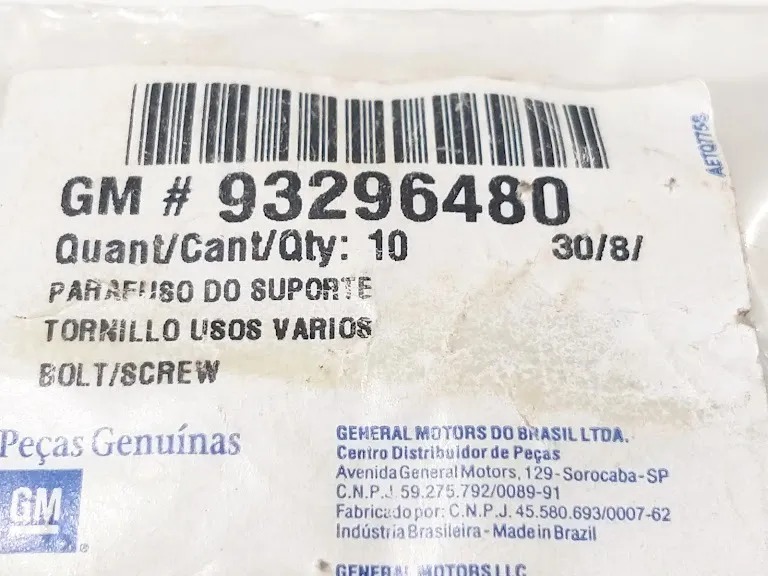 GM # 93296480
Quant/Cant/Qty: 10 30/8/
PARAFUSO DO SUPORTE
TORNILLO USOS VARIOS
BOLT/SCREW
Peças Genuínas
GM
GENERAL MOTORS DO BRASIL LTDA.
Centro Distribuidor de Peças
Avenida General Motors, 129 - Sorocaba - SP
C.N.P.J. 59.275.792/0089-91
Fabricado por: C.N.P.J. 45.580.693/0007-62
Indústria Brasileira - Made in Brazil
GENERAL MOTORS LLC